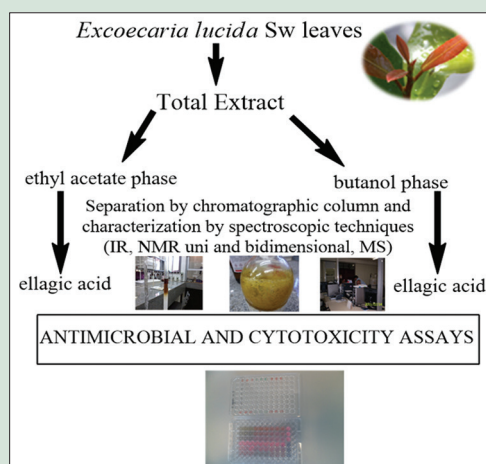 Excoecaria lucida Sw leaves
Total Extract
ethyl acetate phase
butanol phase
Separation by chromatographic column and
characterization by spectroscopic techniques
(IR, NMR uni and bidimensional, MS)
ellagic acid
ellagic acid
ANTIMICROBIAL AND CYTOTOXICITY ASSAYS